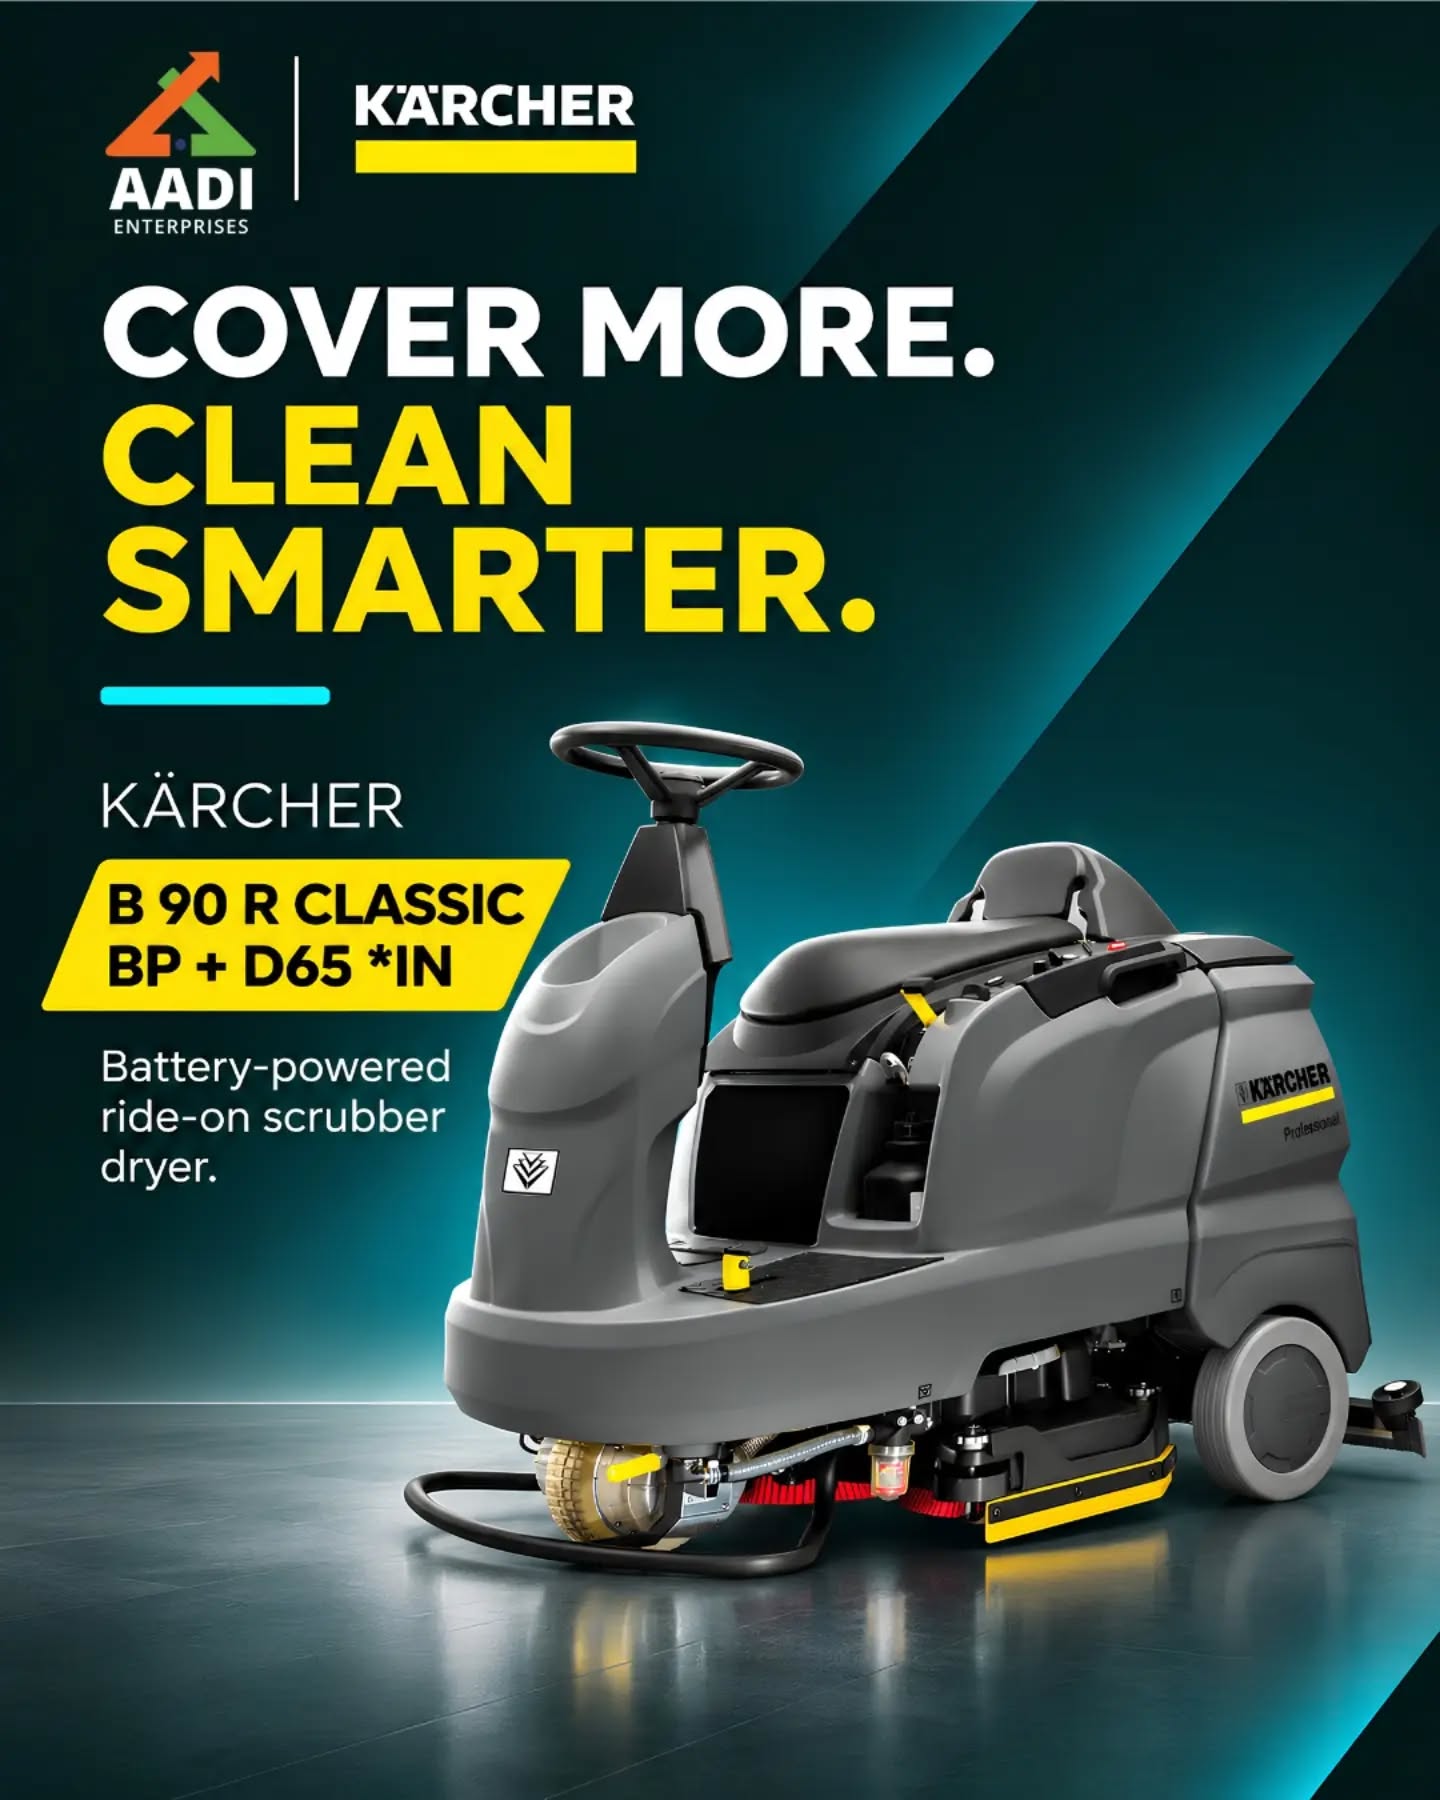 AADI
ENTERPRISES
KÄRCHER
COVER MORE.
CLEAN
SMARTER.
KÄRCHER
B 90 R CLASSIC
BP + D65 *IN
Battery-powered
ride-on scrubber
dryer.
KÄRCHER
Professional